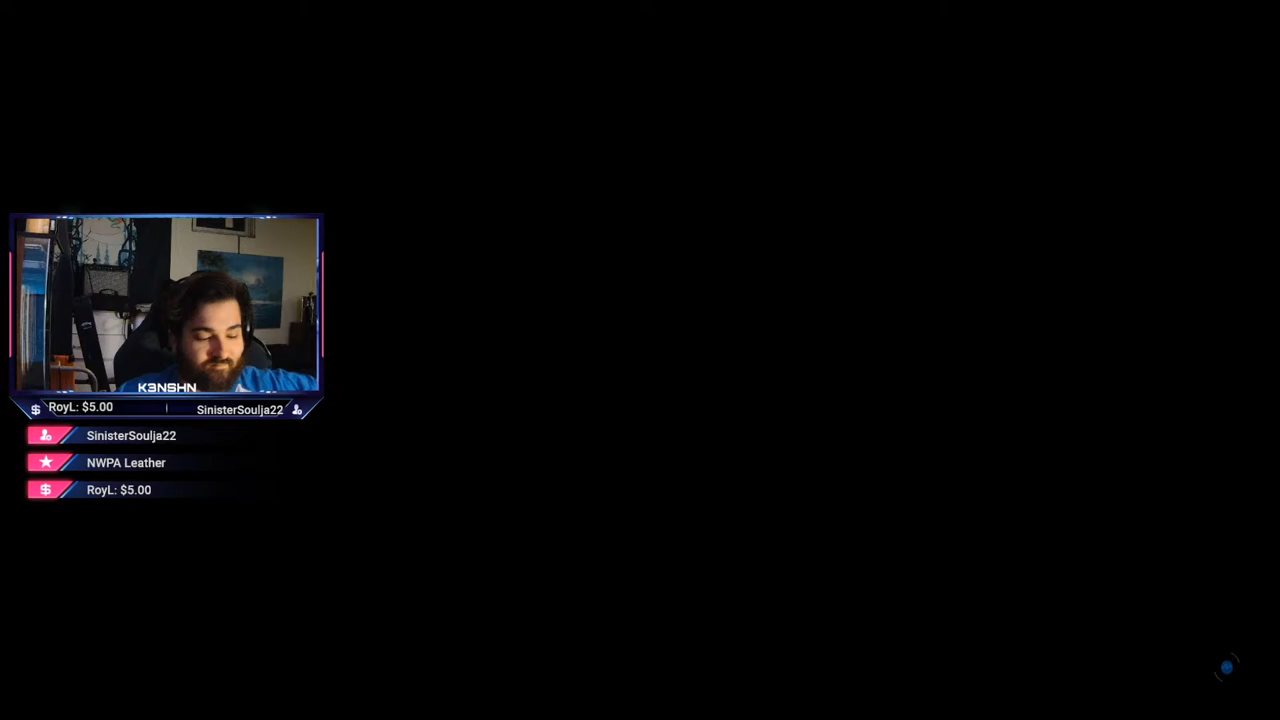 K3NSHN
RoyL: $5.00
SinisterSoulja22
SinisterSoulja22
NWPA Leather
RoyL: $5.00